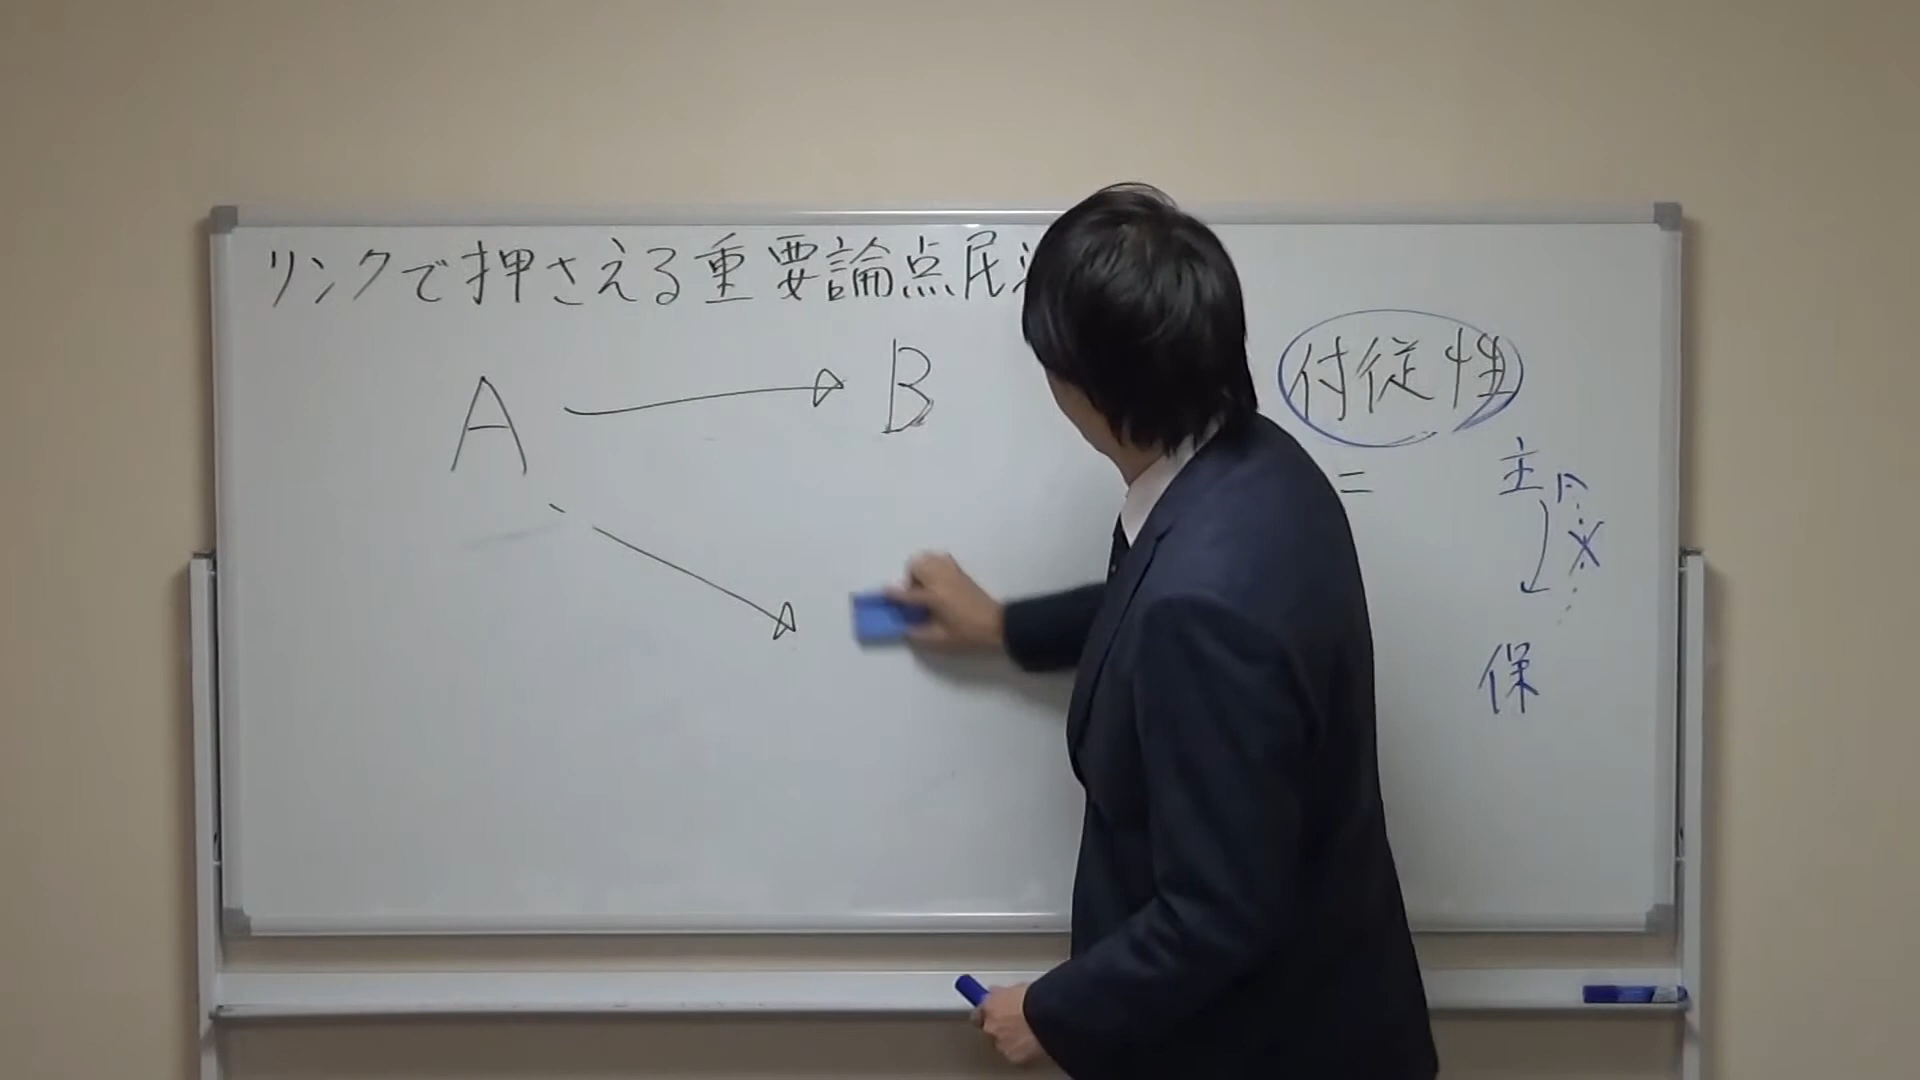 リンクで押さえる重要論点民
A
B
付従性
=
主
×
保